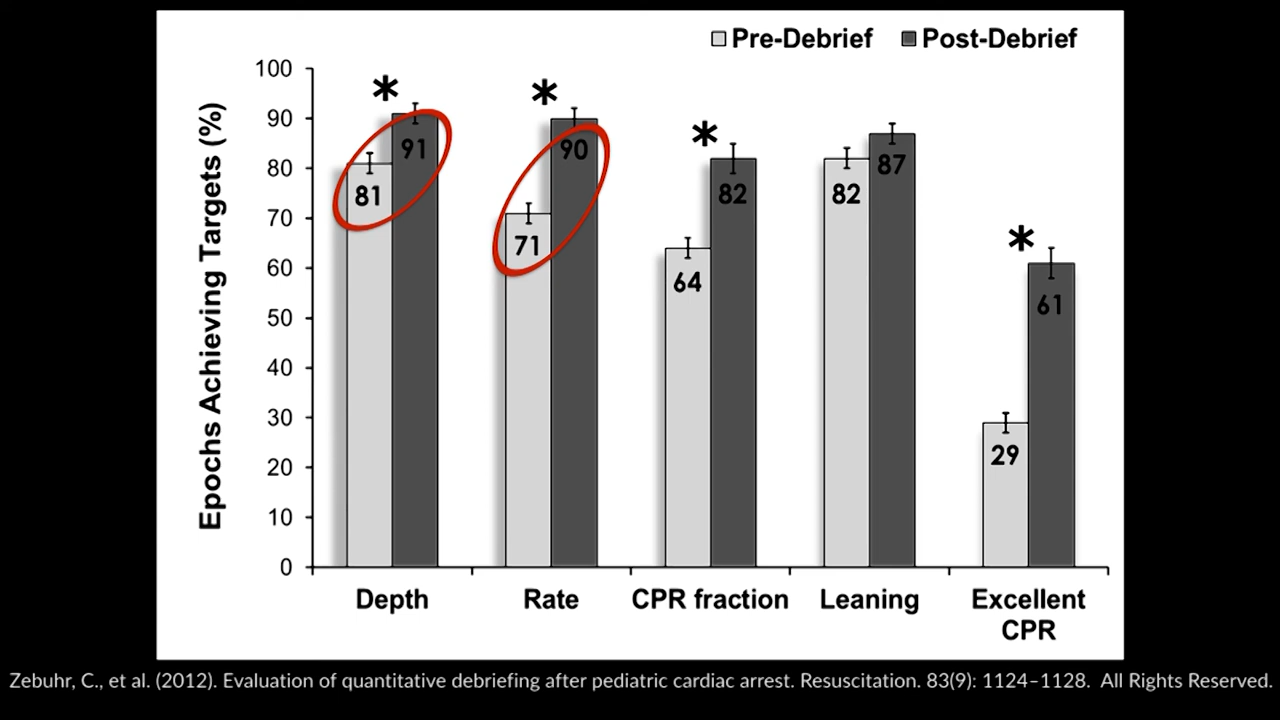 Pre-Debrief Post-Debrief
Epochs Achieving Targets (%)
100
90
80
70
60
50
40
30
20
10
0
* * * *
81 91
71 90
64 82
82 87
29 61
Depth Rate CPR fraction Leaning Excellent
CPR
Zebuhr, C., et al. (2012). Evaluation of quantitative debriefing after pediatric cardiac arrest. Resuscitation. 83(9): 1124–1128. All Rights Reserved.